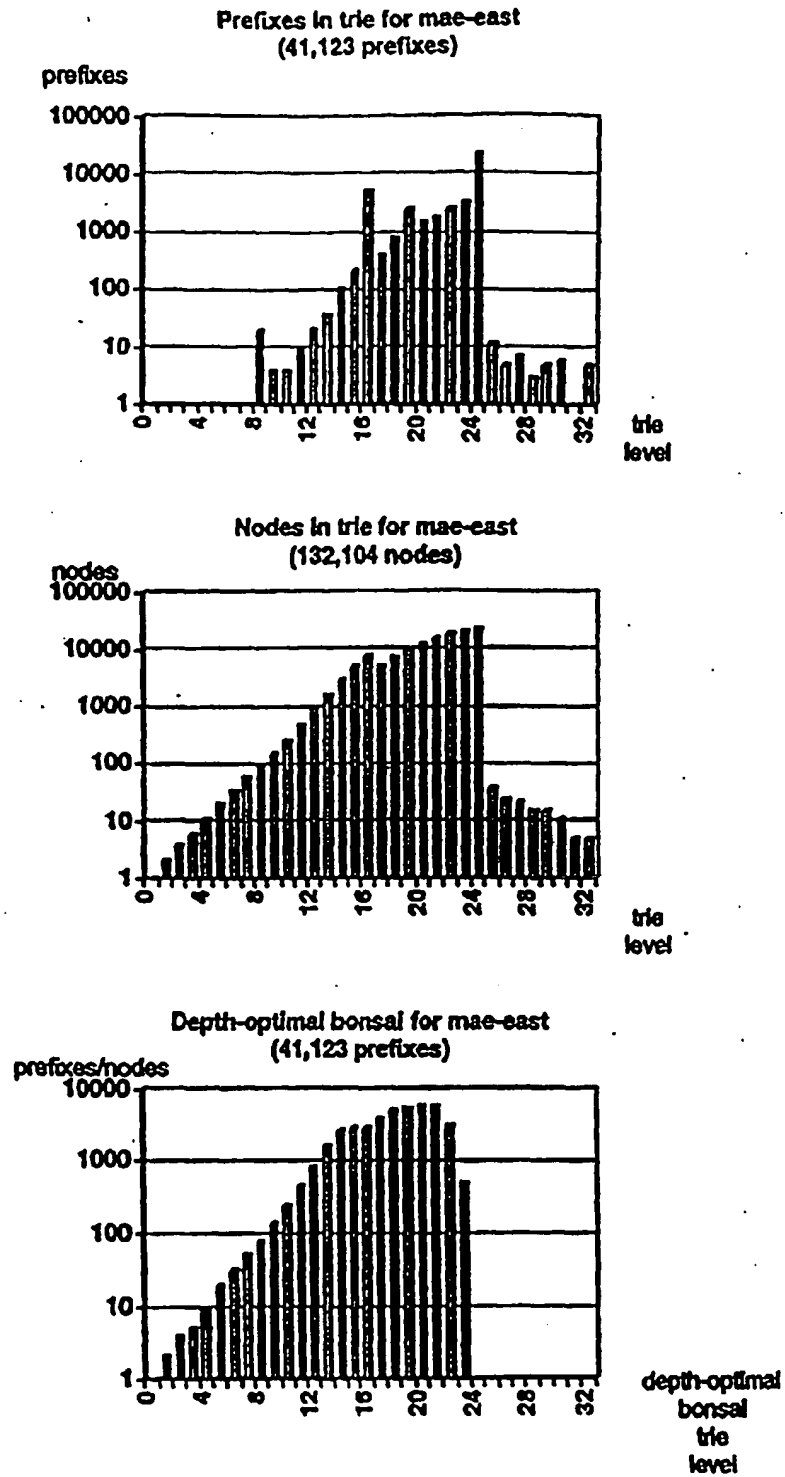 Prefixes in trie for mae-east
(41,123 prefixes)
prefixes
100000
10000
1000
100
10
1
0 4 8 12 16 20 24 28 32
trie
level
Nodes in trie for mae-east
(132,104 nodes)
nodes
100000
10000
1000
100
10
1
0 4 8 12 16 20 24 28 32
trie
level
Depth-optimal bonsai for mae-east
(41,123 prefixes)
prefixes/nodes
10000
1000
100
10
1
0 4 8 12 16 20 24 28 32
depth-optimal
bonsai
trie
level